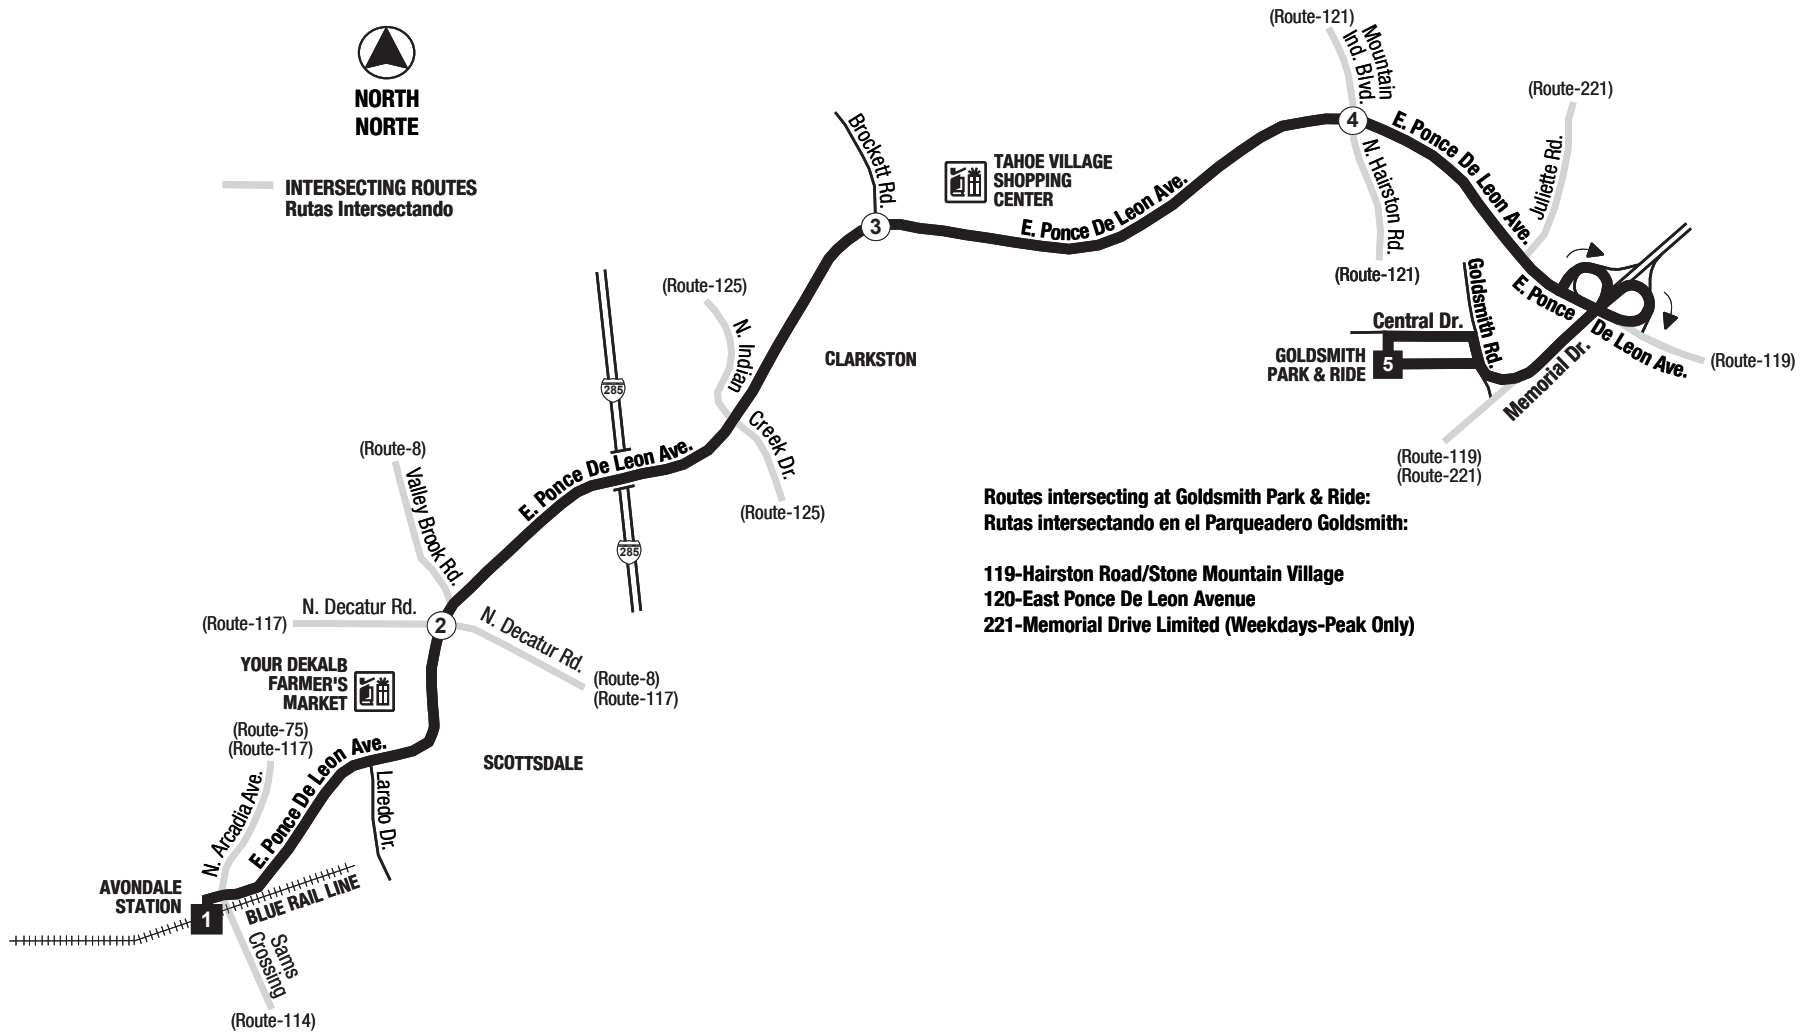 (Route-121)
Mountain
Ind. Blvd.
NORTH
NORTE
(Route-221)
Brockett Rd.
4
E. Ponce De Leon Ave.
Juliette Rd.
TAHOE VILLAGE
SHOPPING
CENTER
N. Hairston Rd.
INTERSECTING ROUTES
Rutas Intersectando
3
E. Ponce De Leon Ave.
(Route-121)
Goldsmith Rd.
E. Ponce De Leon Ave.
(Route-125)
N. Indian
Creek Dr.
Central Dr.
CLARKSTON
GOLDSMITH
PARK & RIDE
5
(Route-119)
Memorial Dr.
285
(Route-8)
Valley Brook Rd.
E. Ponce De Leon Ave.
(Route-119)
(Route-221)
(Route-125)
Routes intersecting at Goldsmith Park & Ride:
Rutas intersectando en el Parqueadero Goldsmith:
285
119-Hairston Road/Stone Mountain Village
120-East Ponce De Leon Avenue
221-Memorial Drive Limited (Weekdays-Peak Only)
N. Decatur Rd.
(Route-117)
2
N. Decatur Rd.
(Route-8)
(Route-117)
YOUR DEKALB
FARMER'S
MARKET
(Route-75)
(Route-117)
E. Ponce De Leon Ave.
SCOTTSDALE
N. Arcadia Ave.
Laredo Dr.
AVONDALE
STATION
1
BLUE RAIL LINE
Sams
Crossing
(Route-114)